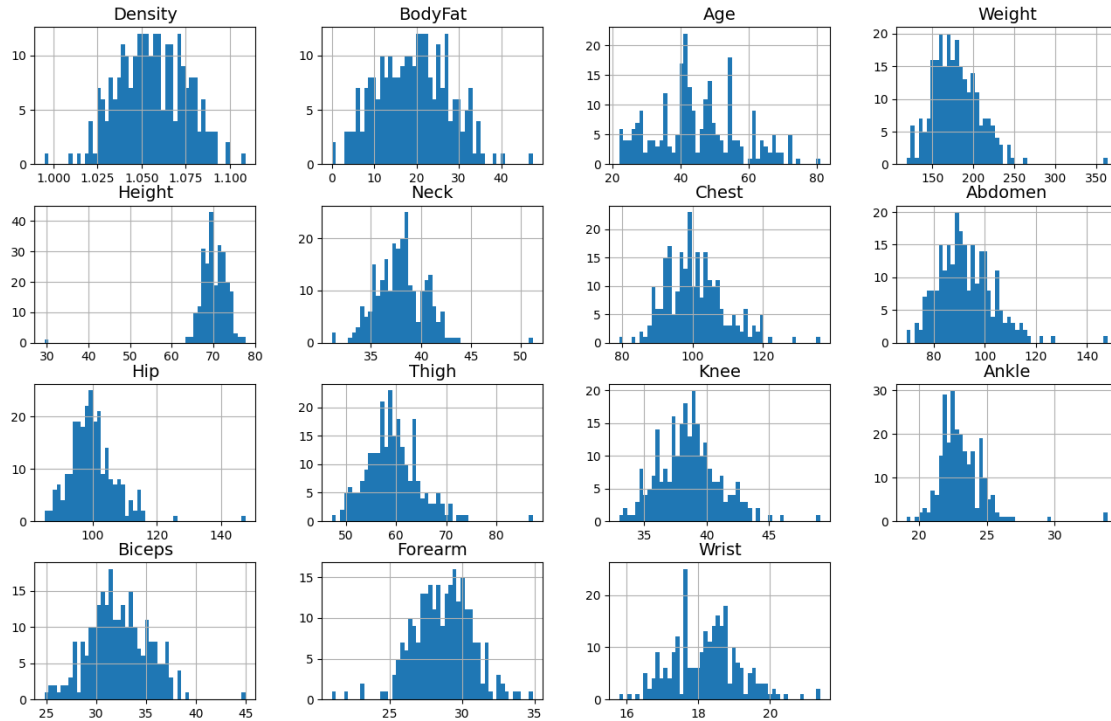 Density BodyFat Age Weight
10 5 0 10 5 0 20 15 10 5 0 20 15 10 5 0
1.000 1.025 1.050 1.075 1.100 0 10 20 30 40 20 40 60 80 150 200 250 300 350
Height Neck Chest Abdomen
40 30 20 10 0 20 10 0 20 15 10 5 0 20 15 10 5 0
30 40 50 60 70 80 35 40 45 50 80 100 120 80 100 120 140
Hip Thigh Knee Ankle
20 10 0 20 15 10 5 0 20 15 10 5 0 30 20 10 0
100 120 140 50 60 70 80 35 40 45 20 25 30
Biceps Forearm Wrist
15 10 5 0 15 10 5 0 20 10 0
25 30 35 40 45 25 30 35 16 18 20